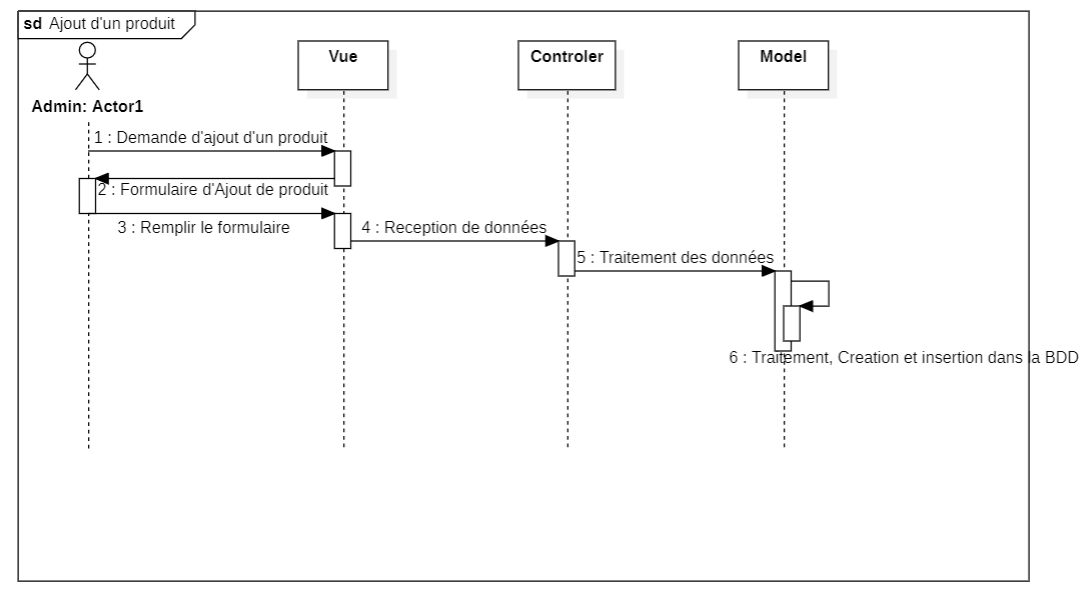 sd Ajout d'un produit
Vue
Controler
Model
Admin: Actor1
1 : Demande d'ajout d'un produit
2 : Formulaire d'Ajout de produit
3 : Remplir le formulaire
4 : Reception de données
5 : Traitement des données
6 : Traitement, Creation et insertion dans la BDD